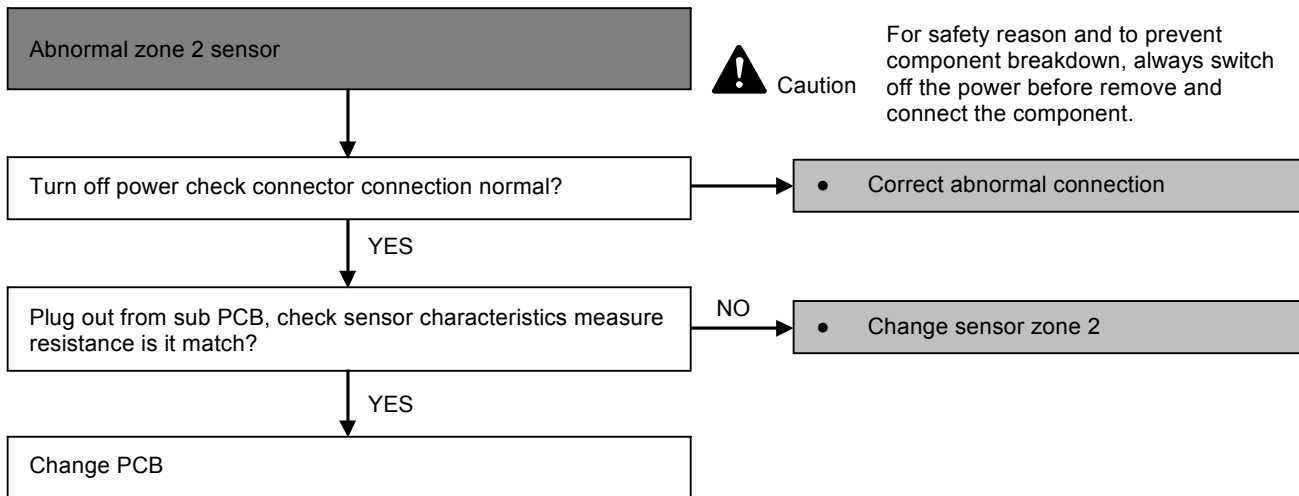 Abnormal zone 2 sensor
Caution
For safety reason and to prevent
component breakdown, always switch
off the power before remove and
connect the component.
Turn off power check connector connection normal?
● Correct abnormal connection
YES
Plug out from sub PCB, check sensor characteristics measure
resistance is it match?
NO
● Change sensor zone 2
YES
Change PCB